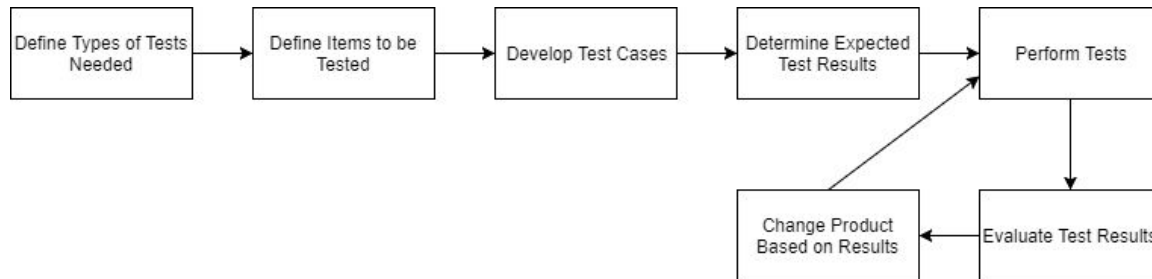 Define Types of Tests
Needed
Define Items to be
Tested
Develop Test Cases
Determine Expected
Test Results
Perform Tests
Change Product
Based on Results
Evaluate Test Results